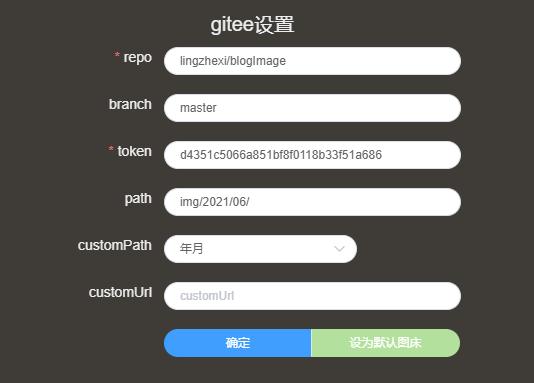 gitee设置
* repo lingzhexi/blogImage
branch master
* token d4351c5066a851bf8f0118b33f51a686
path img/2021/06/
customPath 年月
customUrl customUrl
确定 设为默认图床